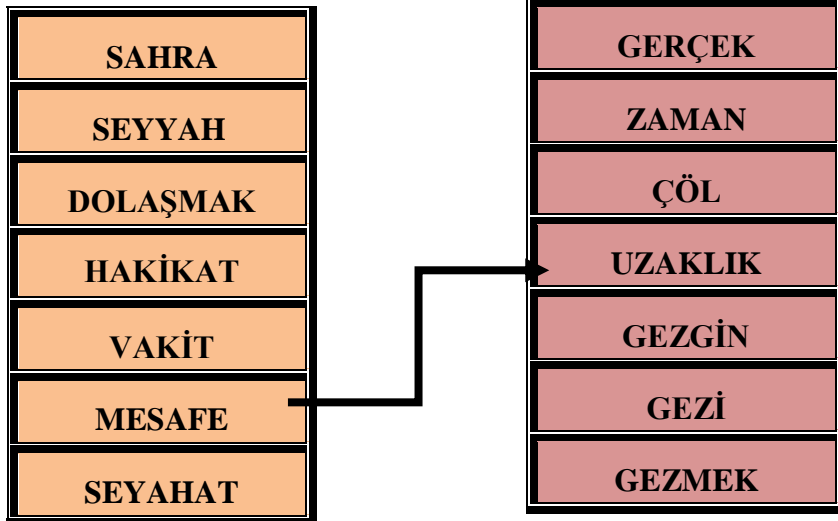 SAHRA
SEYYAH
DOLAŞMAK
HAKİKAT
VAKİT
MESAFE
SEYAHAT
GERÇEK
ZAMAN
ÇÖL
UZAKLIK
GEZGİN
GEZİ
GEZMEK